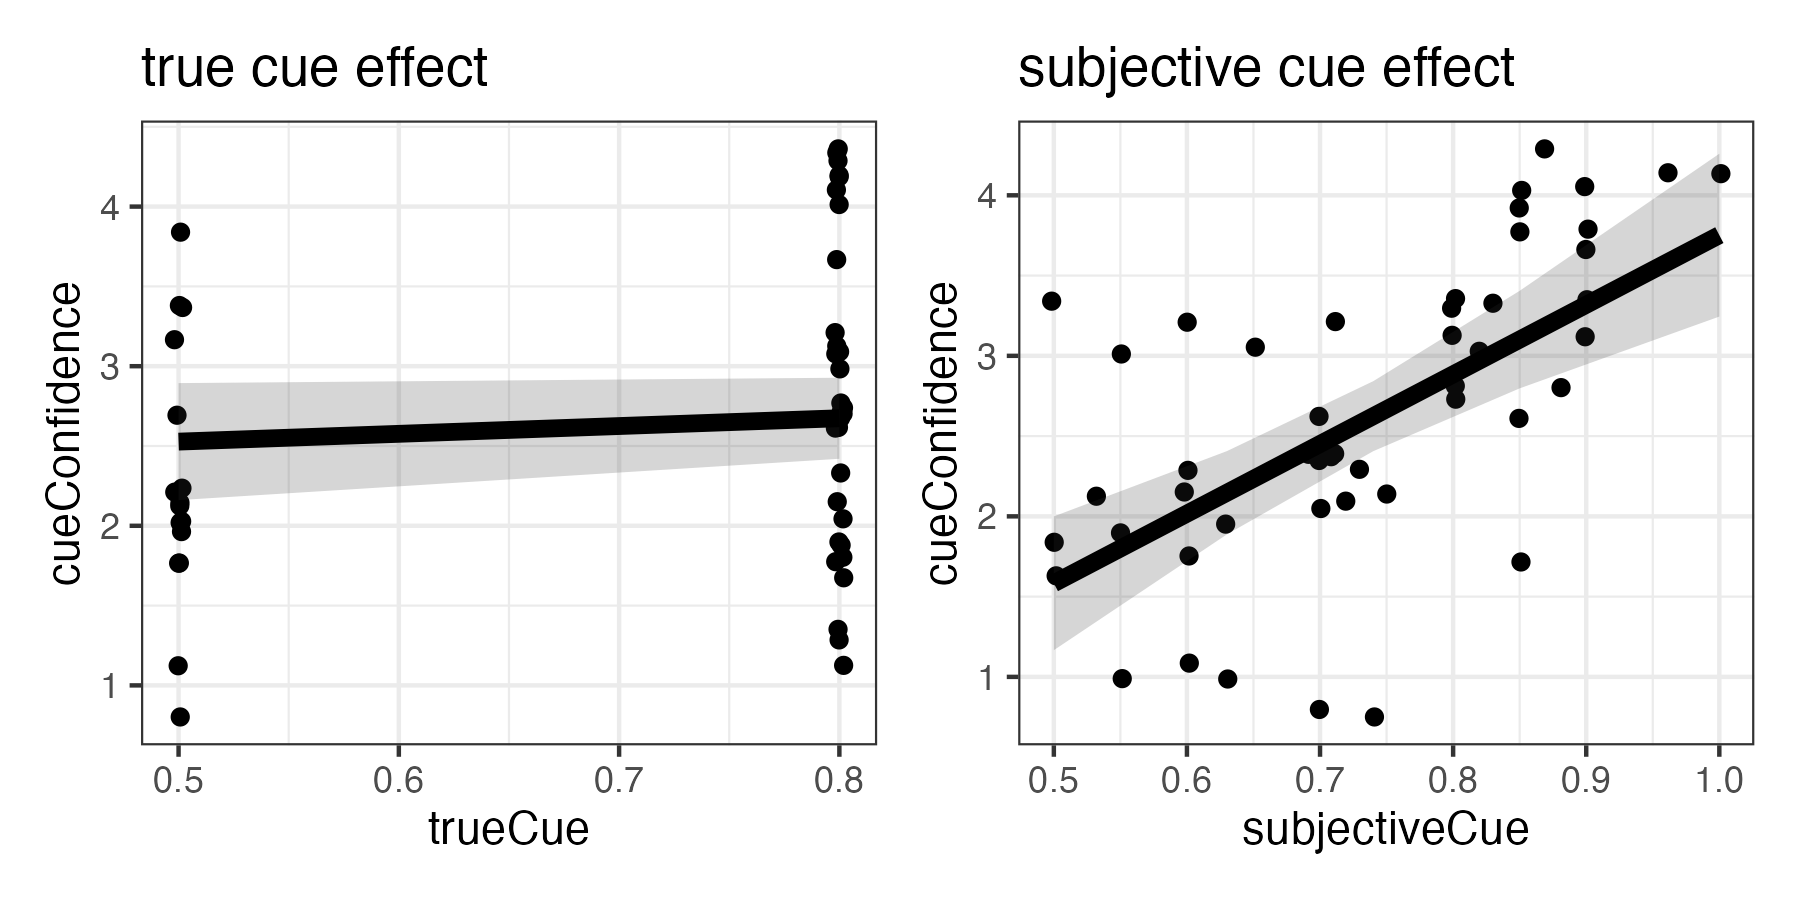 true cue effect
cueConfidence
4
3
2
1
0.5 0.6 0.7 0.8
trueCue
subjective cue effect
cueConfidence
4
3
2
1
0.5 0.6 0.7 0.8 0.9 1.0
subjectiveCue